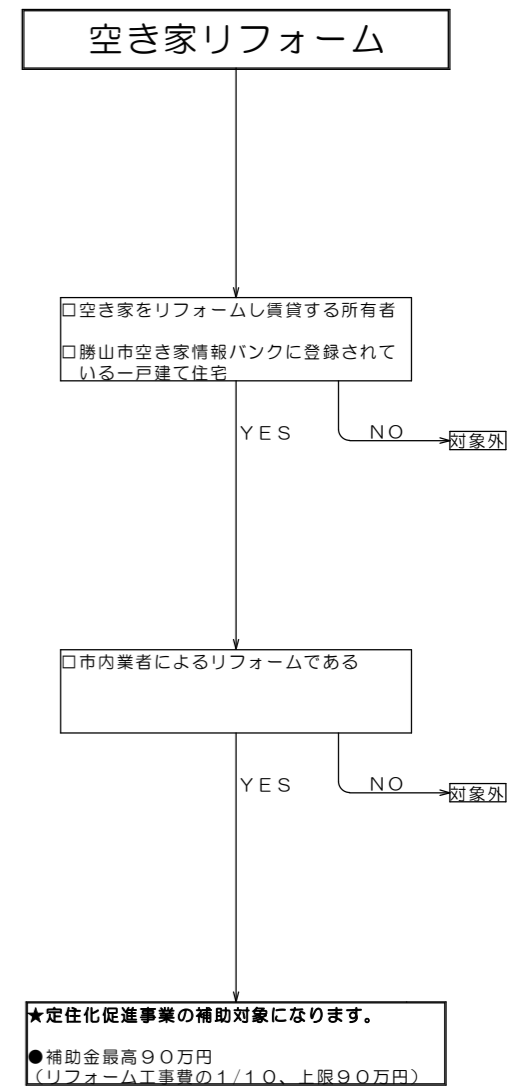 空き家リフォーム
□空き家をリフォームし賃貸する所有者
□勝山市空き家情報バンクに登録されて
いる一戸建て住宅
YES
NO
対象外
□市内業者によるリフォームである
YES
NO
対象外
★定住化促進事業の補助対象になります。
●補助金最高90万円
(リフォーム工事費の1/10、上限90万円)